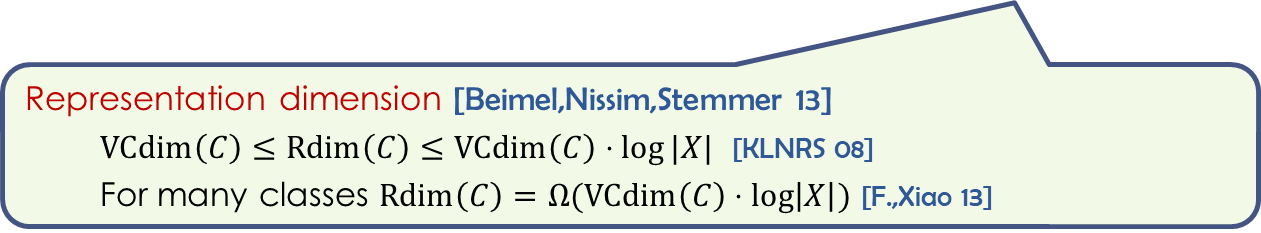 Representation dimension [Beimel,Nissim,Stemmer 13]
VCdim(𝐶) ≤ Rdim(𝐶) ≤ VCdim(𝐶) ⋅ log|𝑋| [KLNRS 08]
For many classes Rdim(𝐶) = Ω(VCdim(𝐶) ⋅ log|𝑋|) [F.,Xiao 13]